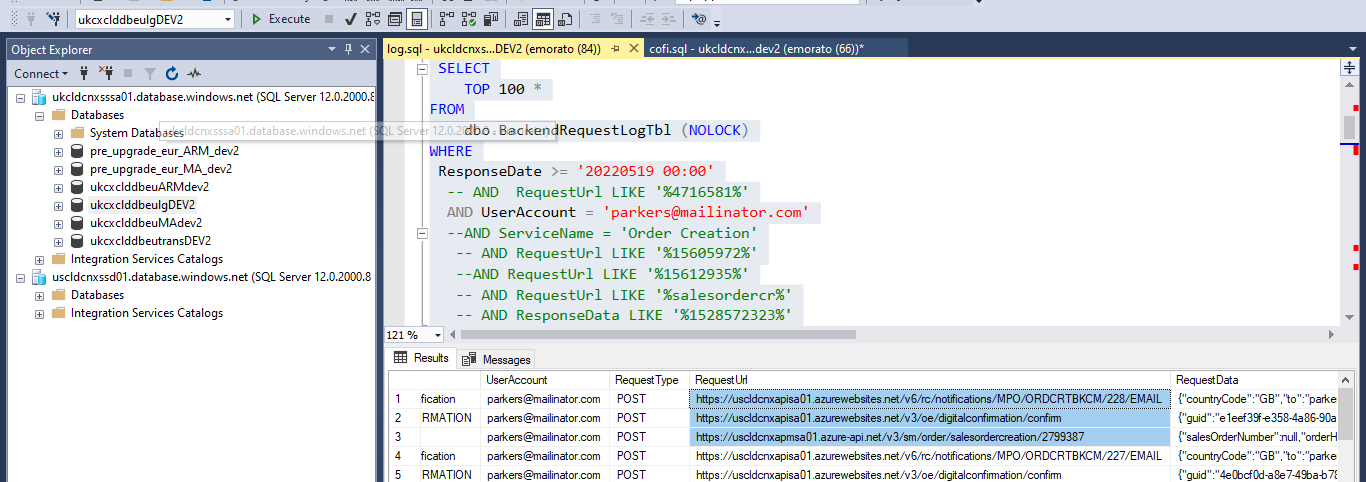 ukcxclddbeulgDEV2
Execute
Object Explorer
log.sql - ukcldcnxs...DEV2 (emorato (84))
cofi.sql - ukcldcnx...dev2 (emorato (66))*
Connect
ukcldcnxsssa01.database.windows.net (SQL Server 12.0.2000.8
Databases
System Databases
pre_upgrade_eur_ARM_dev2
pre_upgrade_eur_MA_dev2
ukcxclddbeuARMdev2
ukcxclddbeulgDEV2
ukcxclddbeuMAdev2
ukcxclddbeutransDEV2
Integration Services Catalogs
uscldcnxssd01.database.windows.net (SQL Server 12.0.2000.8
Databases
Integration Services Catalogs
SELECT
TOP 100 *
FROM
dbo.BackendRequestLogTbl (NOLOCK)
WHERE
ResponseDate >= '20220519 00:00'
-- AND  RequestUrl LIKE '%4716581%'
AND UserAccount = 'parkers@mailinator.com'
--AND ServiceName = 'Order Creation'
-- AND RequestUrl LIKE '%15605972%'
--AND RequestUrl LIKE '%15612935%'
-- AND RequestUrl LIKE '%salesordercr%'
-- AND ResponseData LIKE '%1528572323%'
121 %
Results
Messages
UserAccount RequestType RequestUrl RequestData
1 fication parkers@mailinator.com POST https://uscldcnxapisa01.azurewebsites.net/v6/rc/notifications/MPO/ORDCRTBKCM/228/EMAIL {"countryCode":"GB","to":"parke
2 RMATION parkers@mailinator.com POST https://uscldcnxapisa01.azurewebsites.net/v3/oe/digitalconfirmation/confirm {"guid":"e1eef39f-e358-4a86-90a
3 parkers@mailinator.com POST https://uscldcnxapmsa01.azure-api.net/v3/sm/order/salesordercreation/2799387 {"salesOrderNumber":null,"orderH
4 fication parkers@mailinator.com POST https://uscldcnxapisa01.azurewebsites.net/v6/rc/notifications/MPO/ORDCRTBKCM/227/EMAIL {"countryCode":"GB","to":"parke
5 RMATION parkers@mailinator.com POST https://uscldcnxapisa01.azurewebsites.net/v3/oe/digitalconfirmation/confirm {"guid":"4e0bcf0d-a8e7-49ba-b78